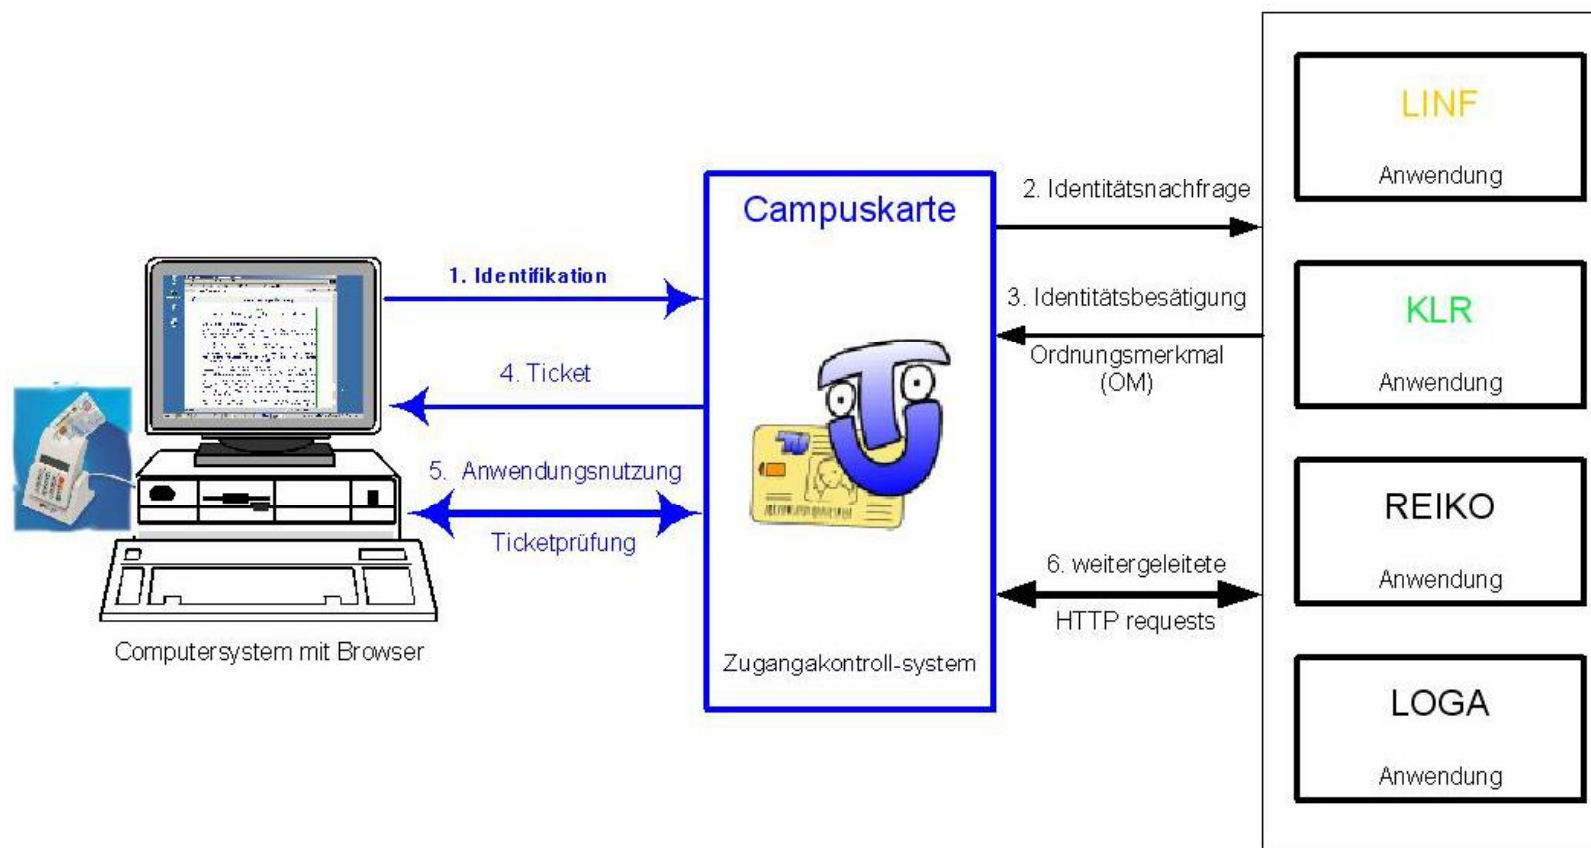 LINF
Anwendung
Campuskarte
2. Identitätsnachfrage
1. Identifikation
3. Identitätsbesätigung
KLR
Ordnungsmerkmal
(OM)
Anwendung
4. Ticket
5. Anwendungsnutzung
Ticketprüfung
REIKO
Anwendung
6. weitergeleitete
HTTP requests
Computersystem mit Browser
Zugangakontroll-system
LOGA
Anwendung
TU